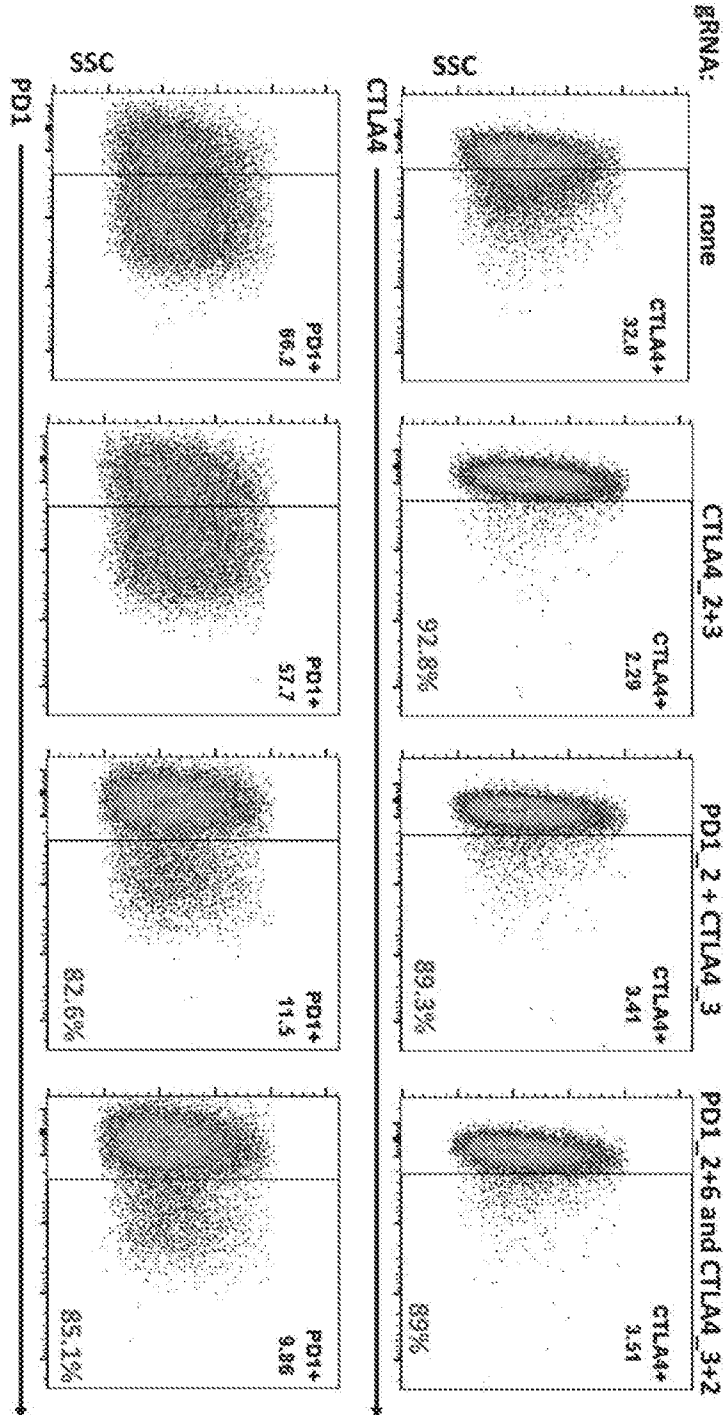 gRNA: none CTLA4_2+3 PD1_2 + CTLA4_3 PD1_2+6 and CTLA4_3+2
SSC
CTLA4+
32.0
CTLA4+
2.29
92.8%
CTLA4+
3.41
89.3%
CTLA4+
3.51
89%
CTLA4
SSC
PD1+
66.2
PD1+
57.7
PD1+
11.5
82.6%
PD1+
9.86
85.1%
PD1